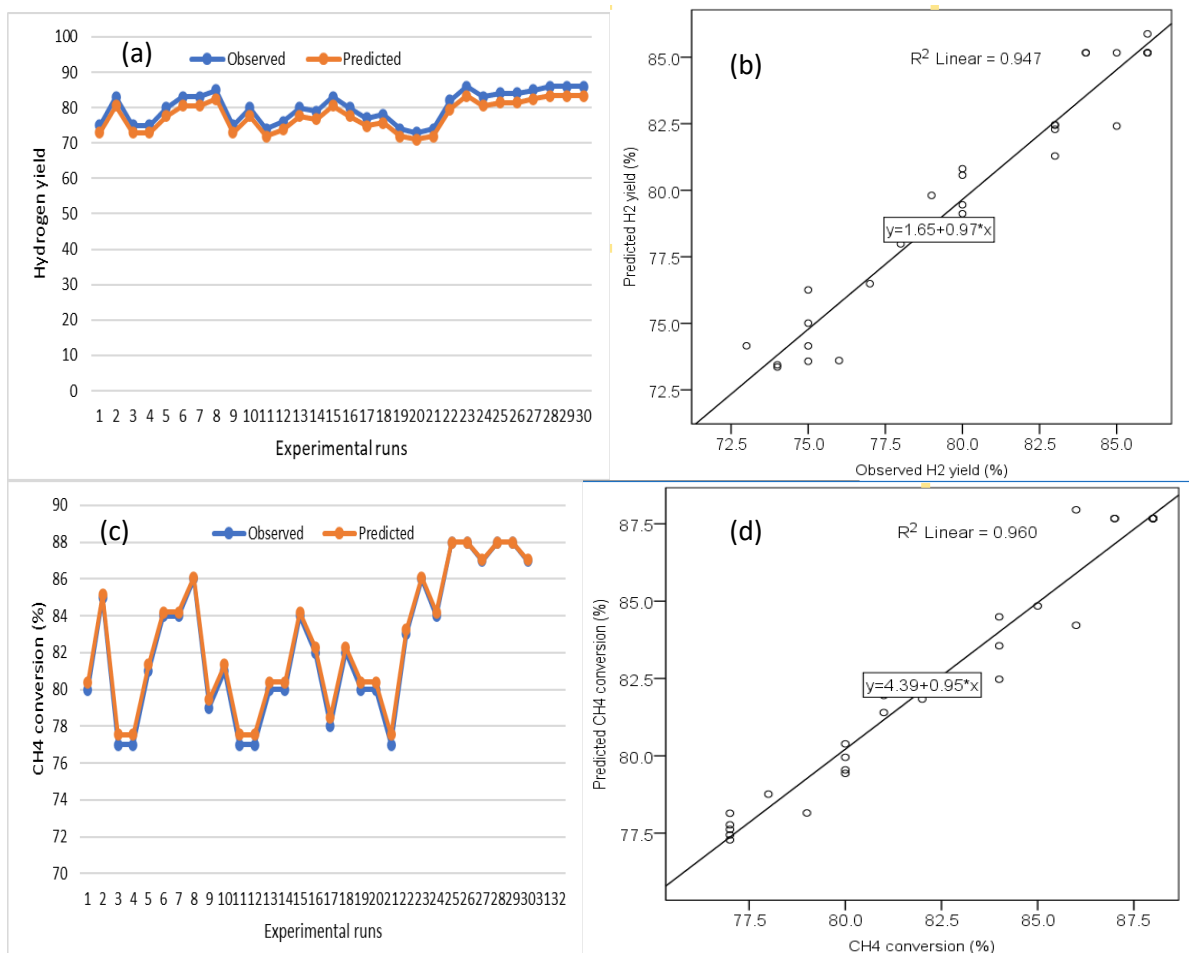 (a)
Observed Predicted
Hydrogen yield
100
90
80
70
60
50
40
30
20
10
0
1 2 3 4 5 6 7 8 9 10 11 12 13 14 15 16 17 18 19 20 21 22 23 24 25 26 27 28 29 30
Experimental runs
(b)
R2 Linear = 0.947
y=1.65+0.97*x
Predicted H2 yield (%)
85.0
82.5
80.0
77.5
75.0
72.5
72.5 75.0 77.5 80.0 82.5 85.0
Observed H2 yield (%)
(c)
Observed Predicted
CH4 conversion (%)
90
88
86
84
82
80
78
76
74
72
70
1 2 3 4 5 6 7 8 9 10 11 12 13 14 15 16 17 18 19 20 21 22 23 24 25 26 27 28 29 30 31 32
Experimental runs
(d)
R2 Linear = 0.960
y=4.39+0.95*x
Predicted CH4 conversion (%)
87.5
85.0
82.5
80.0
77.5
77.5 80.0 82.5 85.0 87.5
CH4 conversion (%)